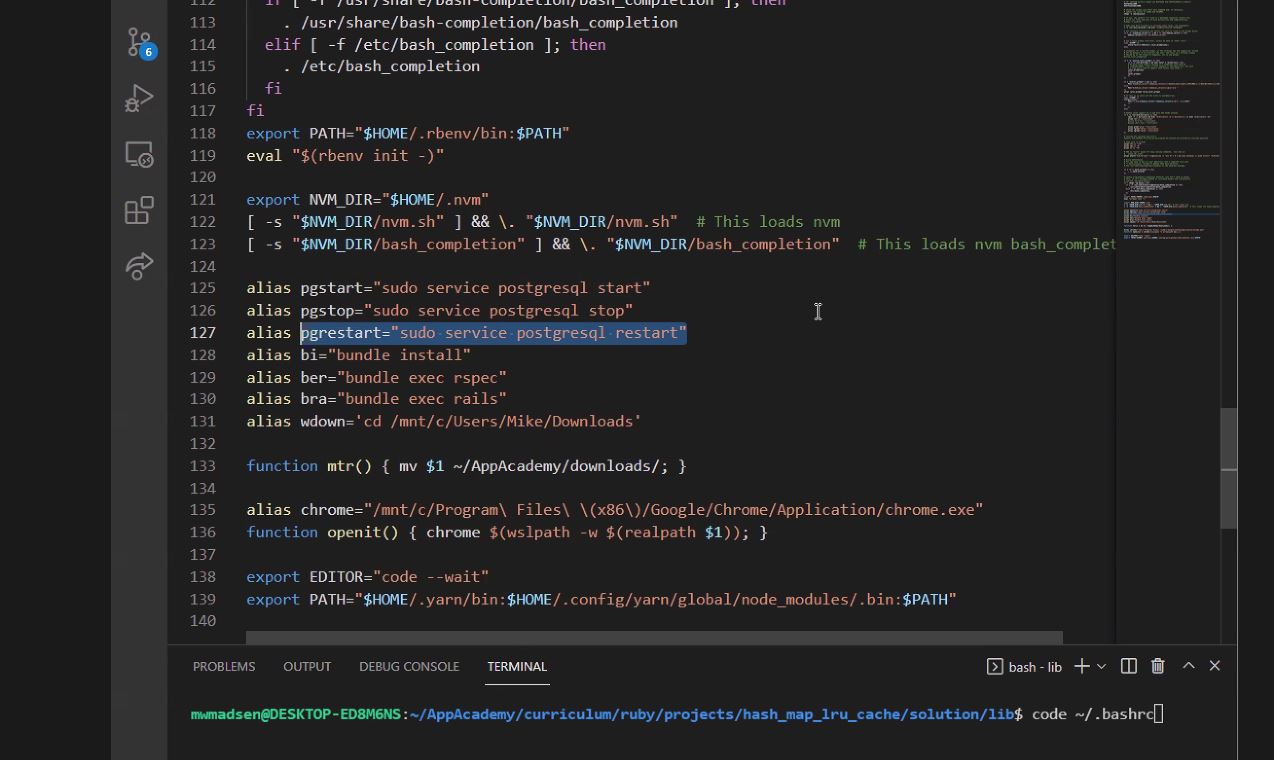 6
112 if [ -f /usr/share/bash-completion/bash_completion ]; then
113 . /usr/share/bash-completion/bash_completion
114 elif [ -f /etc/bash_completion ]; then
115 . /etc/bash_completion
116 fi
117 fi
118 export PATH="$HOME/.rbenv/bin:$PATH"
119 eval "$(rbenv init -)"
120
121 export NVM_DIR="$HOME/.nvm"
122 [ -s "$NVM_DIR/nvm.sh" ] && \. "$NVM_DIR/nvm.sh"  # This loads nvm
123 [ -s "$NVM_DIR/bash_completion" ] && \. "$NVM_DIR/bash_completion"  # This loads nvm bash_complet
124
125 alias pgstart="sudo service postgresql start"
126 alias pgstop="sudo service postgresql stop"
127 alias pgrestart="sudo service postgresql restart"
128 alias bi="bundle install"
129 alias ber="bundle exec rspec"
130 alias bra="bundle exec rails"
131 alias wdown='cd /mnt/c/Users/Mike/Downloads'
132
133 function mtr() { mv $1 ~/AppAcademy/downloads/; }
134
135 alias chrome="/mnt/c/Program\ Files\ \(x86\)/Google/Chrome/Application/chrome.exe"
136 function openit() { chrome $(wslpath -w $(realpath $1)); }
137
138 export EDITOR="code --wait"
139 export PATH="$HOME/.yarn/bin:$HOME/.config/yarn/global/node_modules/.bin:$PATH"
140
PROBLEMS OUTPUT DEBUG CONSOLE TERMINAL bash - lib
mwmadsen@DESKTOP-ED8M6NS:~/AppAcademy/curriculum/ruby/projects/hash_map_lru_cache/solution/lib$ code ~/.bashrc